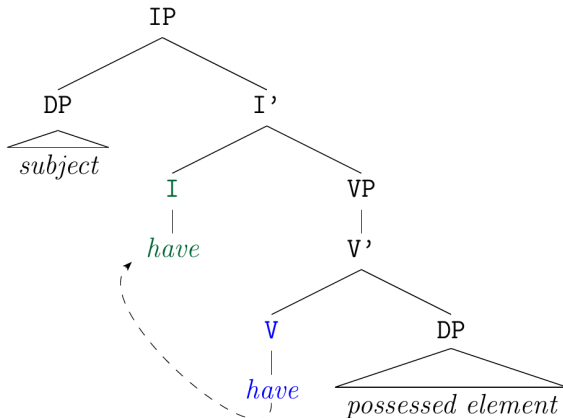 IP
DP I'
subject
I VP
have V'
V DP
have possessed element